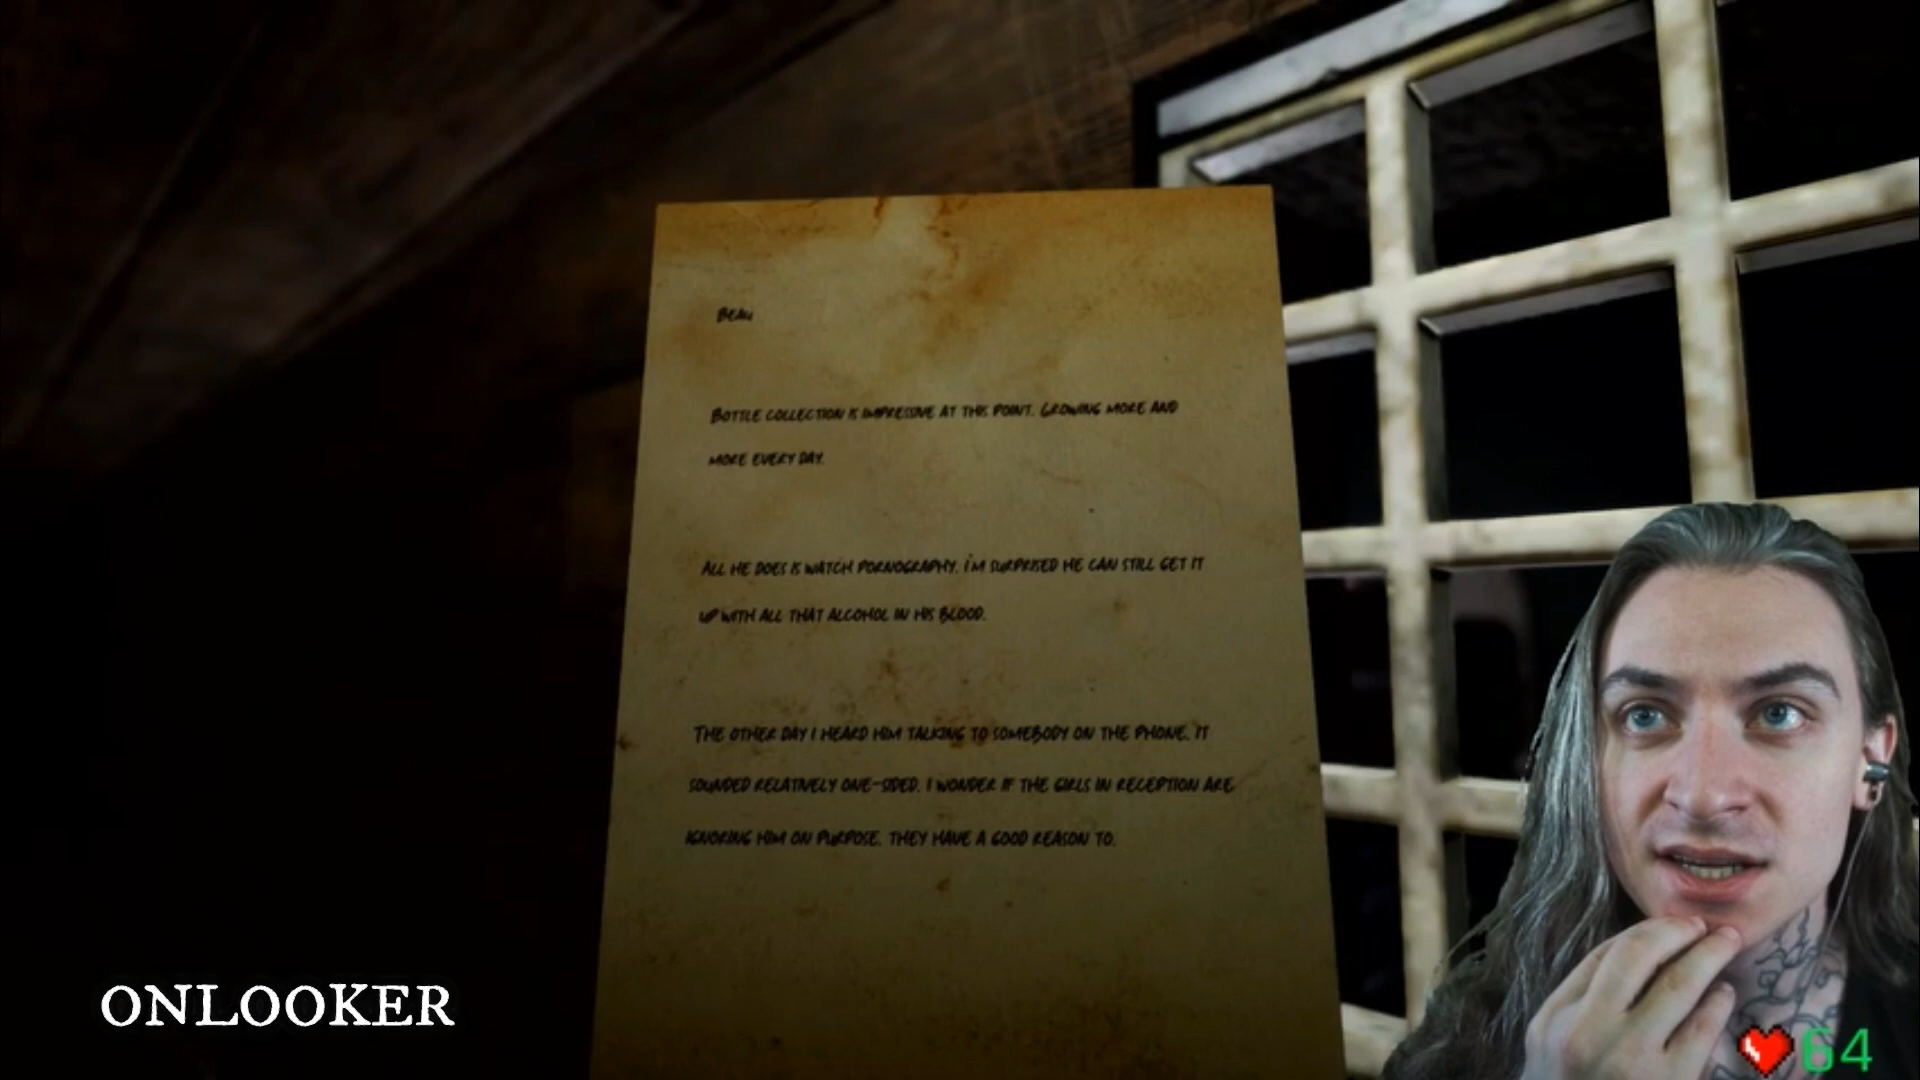 Beau
Bottle collection is impressive at this point. Growing more and
more every day.
All he does is watch pornography. I'm surprised he can still get it
up with all that alcohol in his blood.
The other day I heard him talking to somebody on the phone. It
sounded relatively one-sided. I wonder if the girls in reception are
ignoring him on purpose. They have a good reason to.
ONLOOKER
64